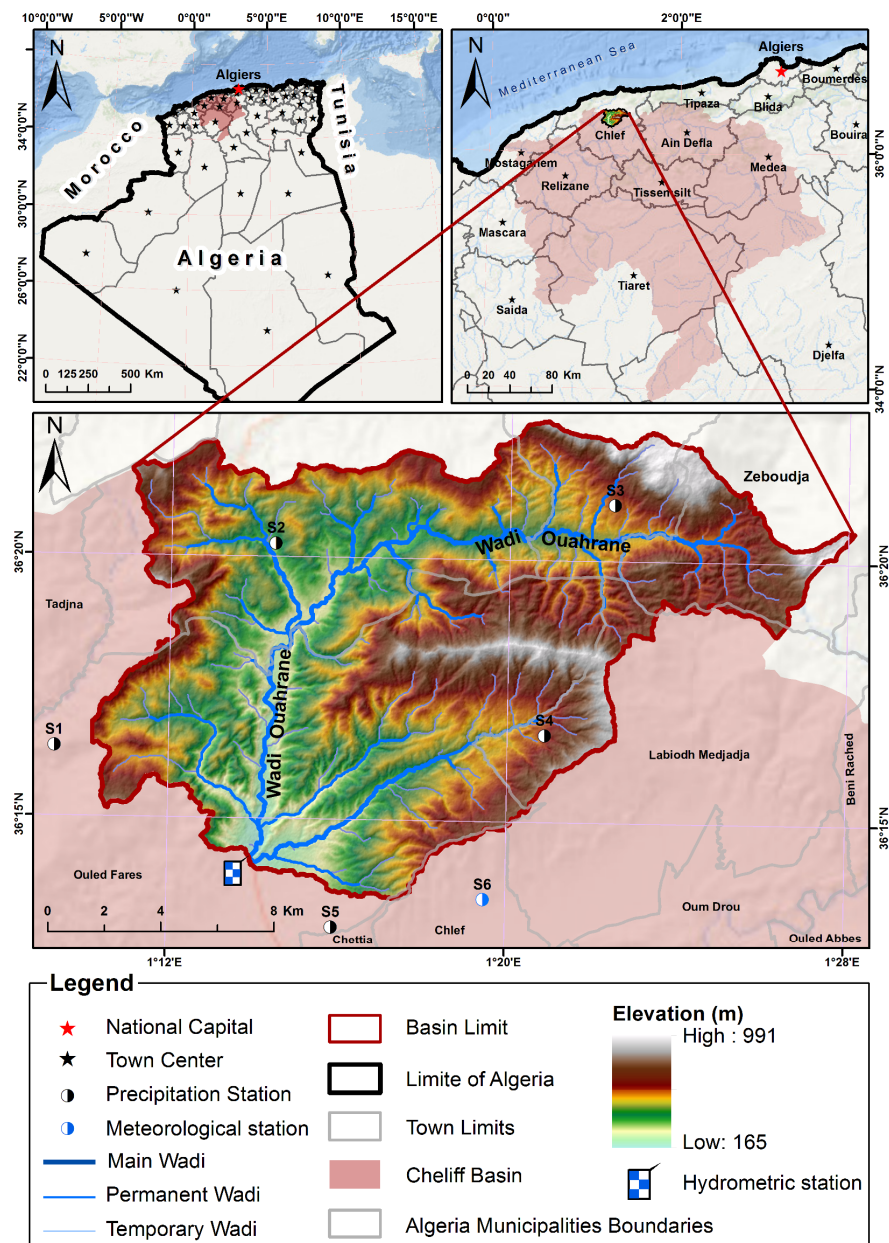 10°0'0"W 5°0'0"W 0°0'0" 5°0'0"E 10°0'0"E 15°0'0"E
N
Algiers
Morocco
Tunisia
Algeria
34°0'0"N
30°0'0"N
26°0'0"N
22°0'0"N
0 125 250 500 Km
0°0'0" 2°0'0"E
N
Mediterranean Sea
Algiers
Boumerdes
Tipaza
Blida
Chlef
Bouira
Ain Defla
Mostaganem
Medea
Relizane
Tissemsilt
Mascara
Tiaret
Saida
Djelfa
36°0'0"N
34°0'0"N
0 20 40 80 Km
N
Zeboudja
S3
S2
Wadi Ouahrane
36°20'N
36°20'N
Tadjna
Wadi Ouahrane
S1
S4
Labiodh Medjadja
Beni Rached
36°15'N
36°15'N
Ouled Fares
S6
Oum Drou
0 2 4 8 Km
S5
Chettia
Chlef
Ouled Abbes
1°12'E 1°20'E 1°28'E
Legend
National Capital
Town Center
Precipitation Station
Meteorological station
Main Wadi
Permanent Wadi
Temporary Wadi
Basin Limit
Limite of Algeria
Town Limits
Cheliff Basin
Algeria Municipalities Boundaries
Elevation (m)
High : 991
Low: 165
Hydrometric station